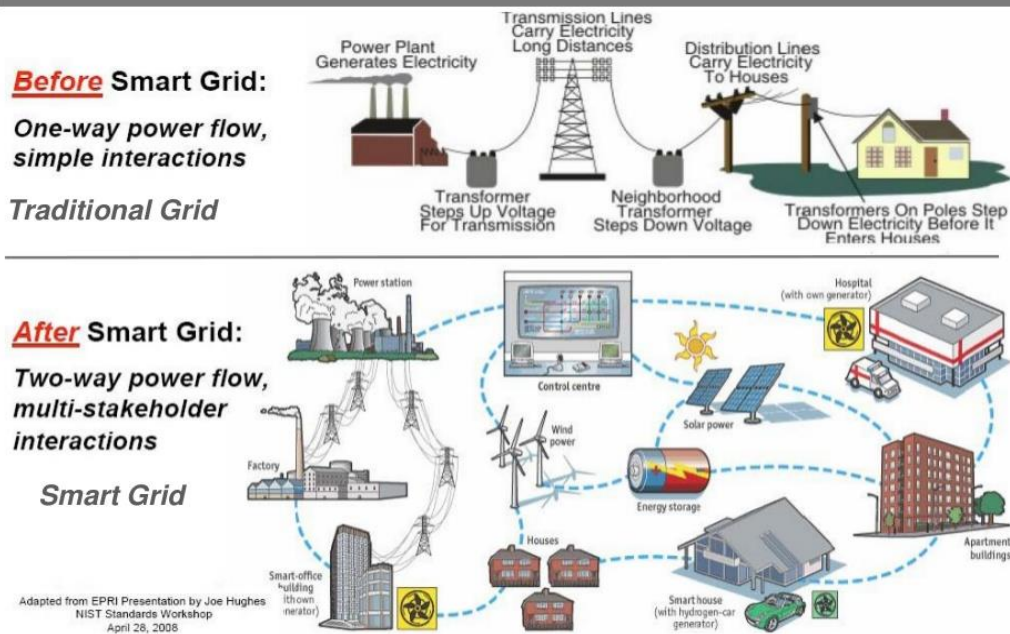 Before Smart Grid:
One-way power flow,
simple interactions
Traditional Grid
Power Plant
Generates Electricity
Transmission Lines
Carry Electricity
Long Distances
Distribution Lines
Carry Electricity
To Houses
Transformer
Steps Up Voltage
For Transmission
Neighborhood
Transformer
Steps Down Voltage
Transformers On Poles Step
Down Electricity Before It
Enters Houses
After Smart Grid:
Two-way power flow,
multi-stakeholder
interactions
Smart Grid
Power station
Control centre
Hospital
(with own generator)
Solar power
Wind
power
Factory
Energy storage
Houses
Apartment
buildings
Smart-office
Smart house
(with hydrogen-car
generator)
Adapted from EPRI Presentation by Joe Hughes
NIST Standards Workshop
April 28, 2008